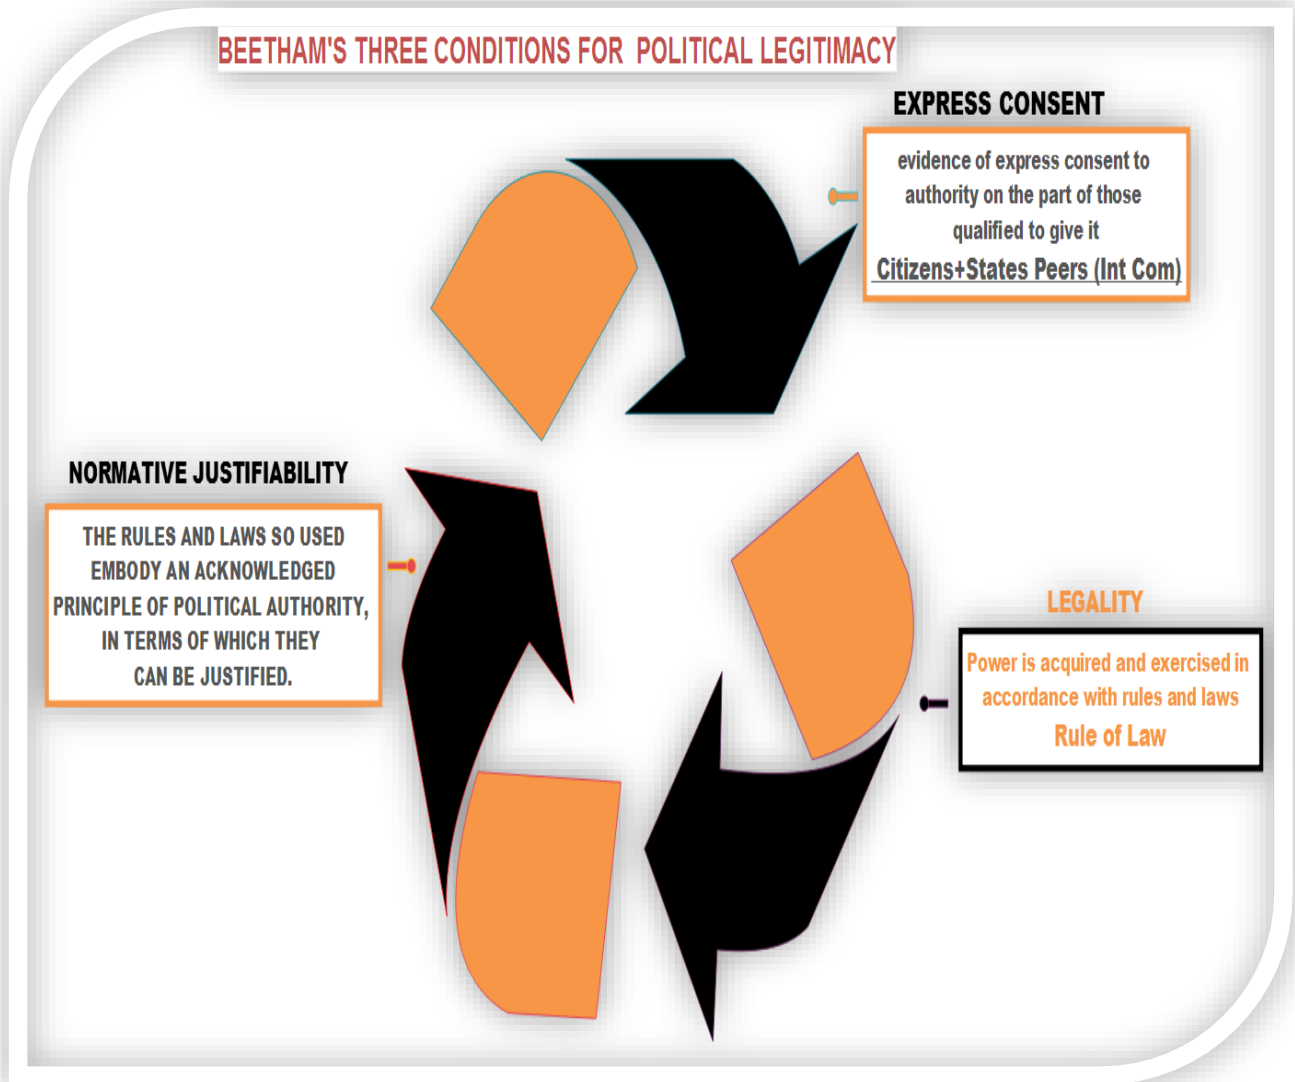 BEETHAM'S THREE CONDITIONS FOR POLITICAL LEGITIMACY
EXPRESS CONSENT
evidence of express consent to
authority on the part of those
qualified to give it
Citizens+States Peers (Int Com)
NORMATIVE JUSTIFIABILITY
THE RULES AND LAWS SO USED
EMBODY AN ACKNOWLEDGED
PRINCIPLE OF POLITICAL AUTHORITY,
IN TERMS OF WHICH THEY
CAN BE JUSTIFIED.
LEGALITY
Power is acquired and exercised in
accordance with rules and laws
Rule of Law